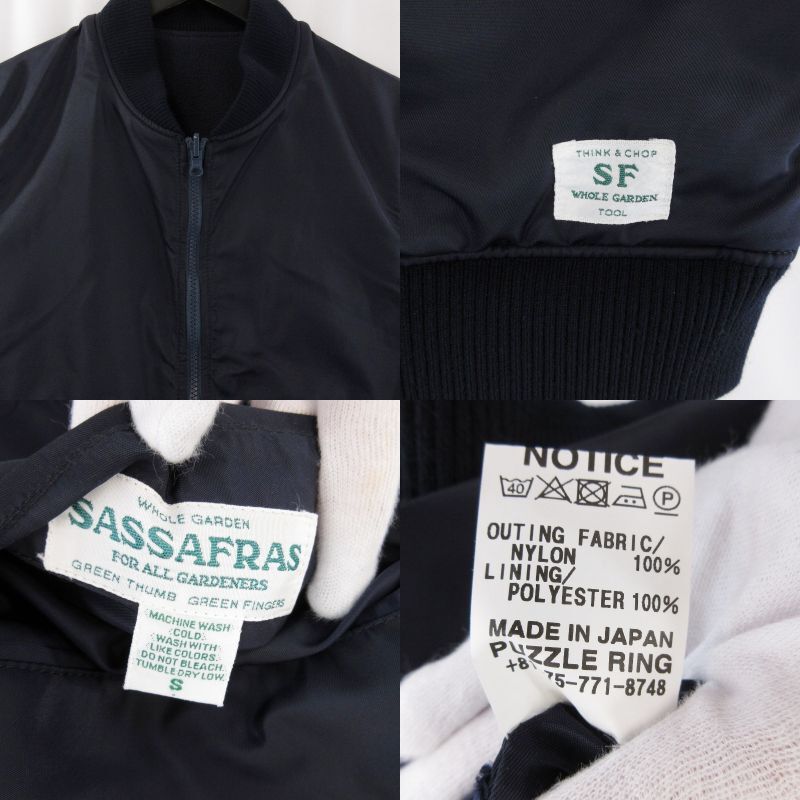 THINK & CHOP
SF
WHOLE GARDEN
TOOL
WHOLE GARDEN
SASSAFRAS
FOR ALL GARDENERS
GREEN THUMB GREEN FINGERS
MACHINE WASH
COLD.
WASH WITH
LIKE COLORS.
DO NOT BLEACH.
TUMBLE DRY LOW.
S
NOTICE
40 P
OUTING FABRIC/
NYLON 100%
LINING/
POLYESTER 100%
MADE IN JAPAN
PUZZLE RING
75-771-8748